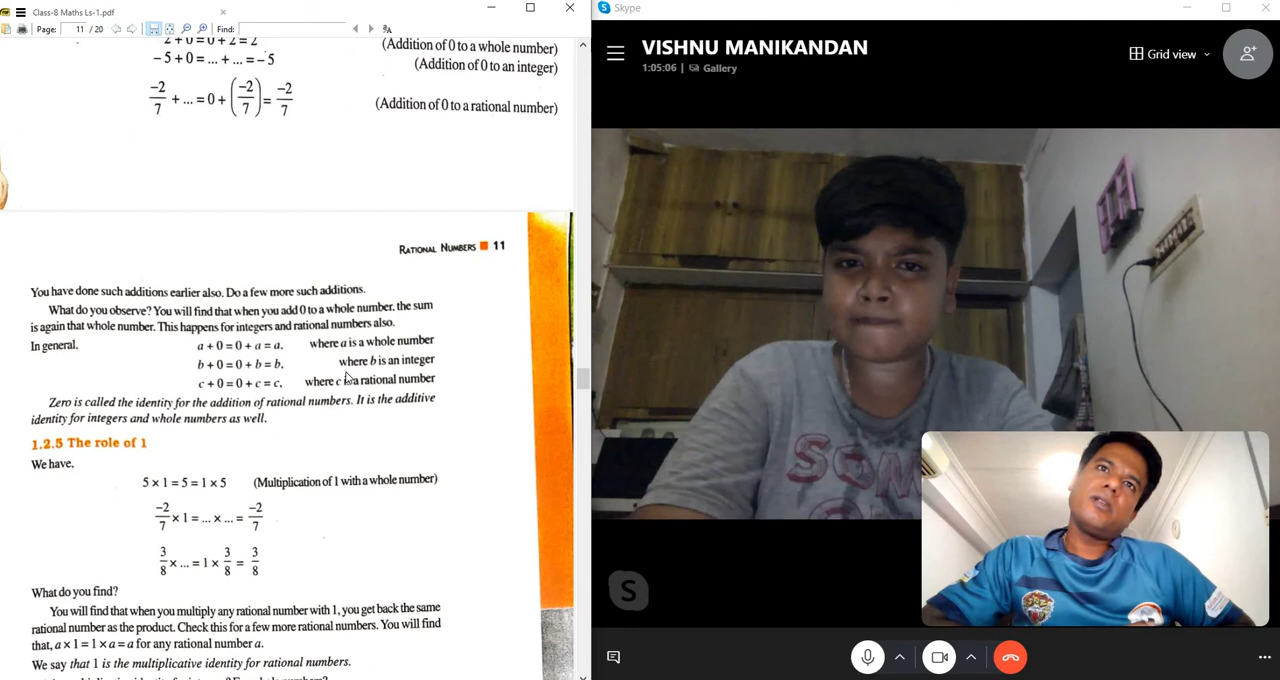 Class-8 Maths Ls-1.pdf
Page: 11 / 20 Find:
2 + 0 = 0 + 2 = 2 (Addition of 0 to a whole number)
– 5 + 0 = ... + ... = – 5 (Addition of 0 to an integer)
-2/7 + ... = 0 + (-2/7) = -2/7 (Addition of 0 to a rational number)
RATIONAL NUMBERS 11
You have done such additions earlier also. Do a few more such additions.
What do you observe? You will find that when you add 0 to a whole number, the sum
is again that whole number. This happens for integers and rational numbers also.
In general, a + 0 = 0 + a = a, where a is a whole number
b + 0 = 0 + b = b, where b is an integer
c + 0 = 0 + c = c, where c is a rational number
Zero is called the identity for the addition of rational numbers. It is the additive
identity for integers and whole numbers as well.
1.2.5 The role of 1
We have,
5 × 1 = 5 = 1 × 5 (Multiplication of 1 with a whole number)
-2/7 × 1 = ... × ... = -2/7
3/8 × ... = 1 × 3/8 = 3/8
What do you find?
You will find that when you multiply any rational number with 1, you get back the same
rational number as the product. Check this for a few more rational numbers. You will find
that, a × 1 = 1 × a = a for any rational number a.
We say that 1 is the multiplicative identity for rational numbers.
Skype
VISHNU MANIKANDAN
1:05:06 | Gallery
Grid view
S